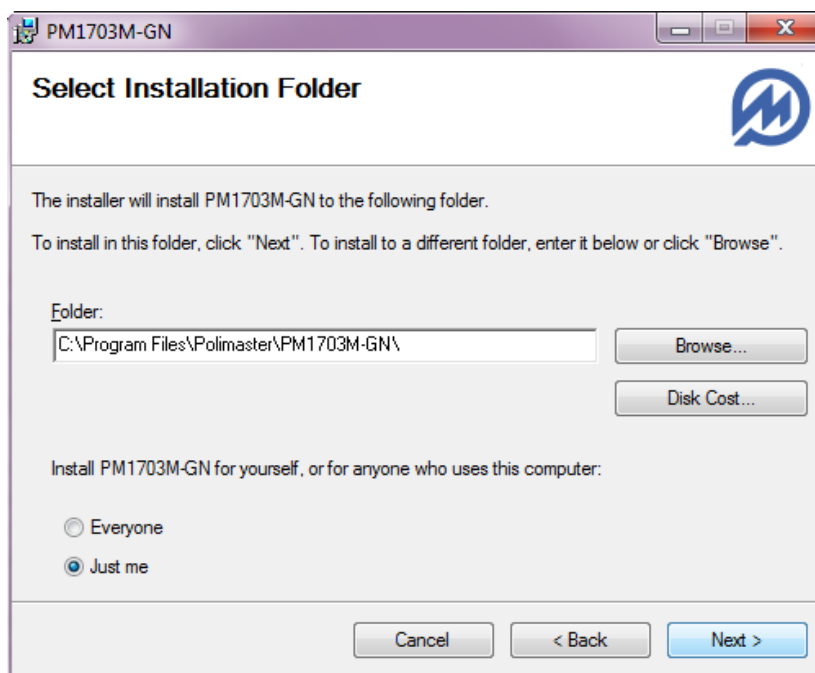 PM1703M-GN
Select Installation Folder
The installer will install PM1703M-GN to the following folder.
To install in this folder, click "Next". To install to a different folder, enter it below or click "Browse".
Folder:
C:\Program Files\Polimaster\PM1703M-GN\
Browse...
Disk Cost...
Install PM1703M-GN for yourself, or for anyone who uses this computer:
Everyone
Just me
Cancel
< Back
Next >